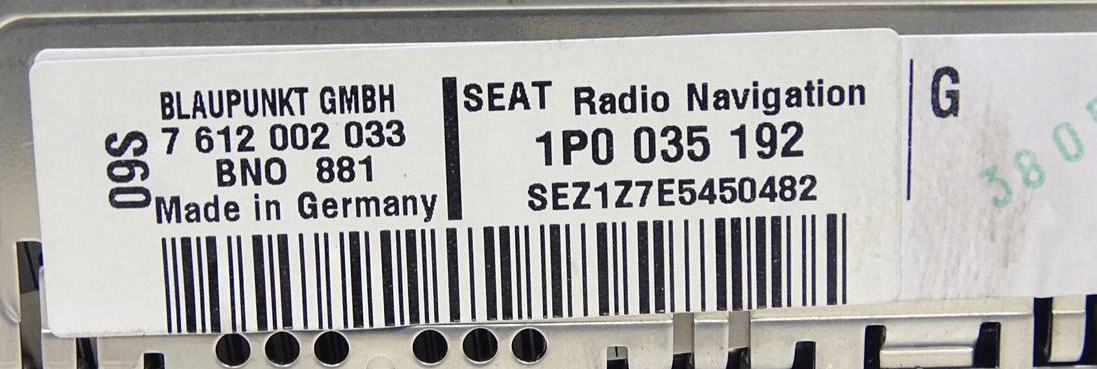 09S
BLAUPUNKT GMBH
7 612 002 033
BNO 881
Made in Germany
SEAT Radio Navigation
1P0 035 192
SEZ1Z7E5450482
G
380